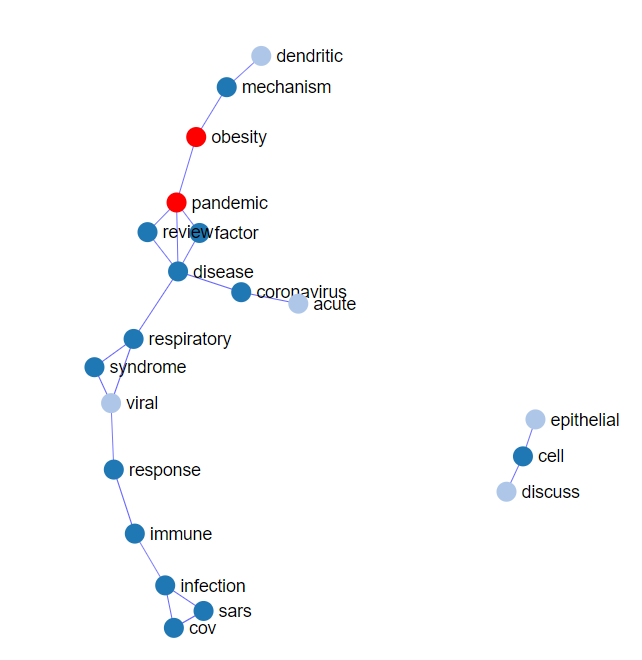 dendritic
mechanism
obesity
pandemic
review
factor
disease
coronavirus
acute
respiratory
syndrome
viral
epithelial
cell
response
discuss
immune
infection
sars
cov